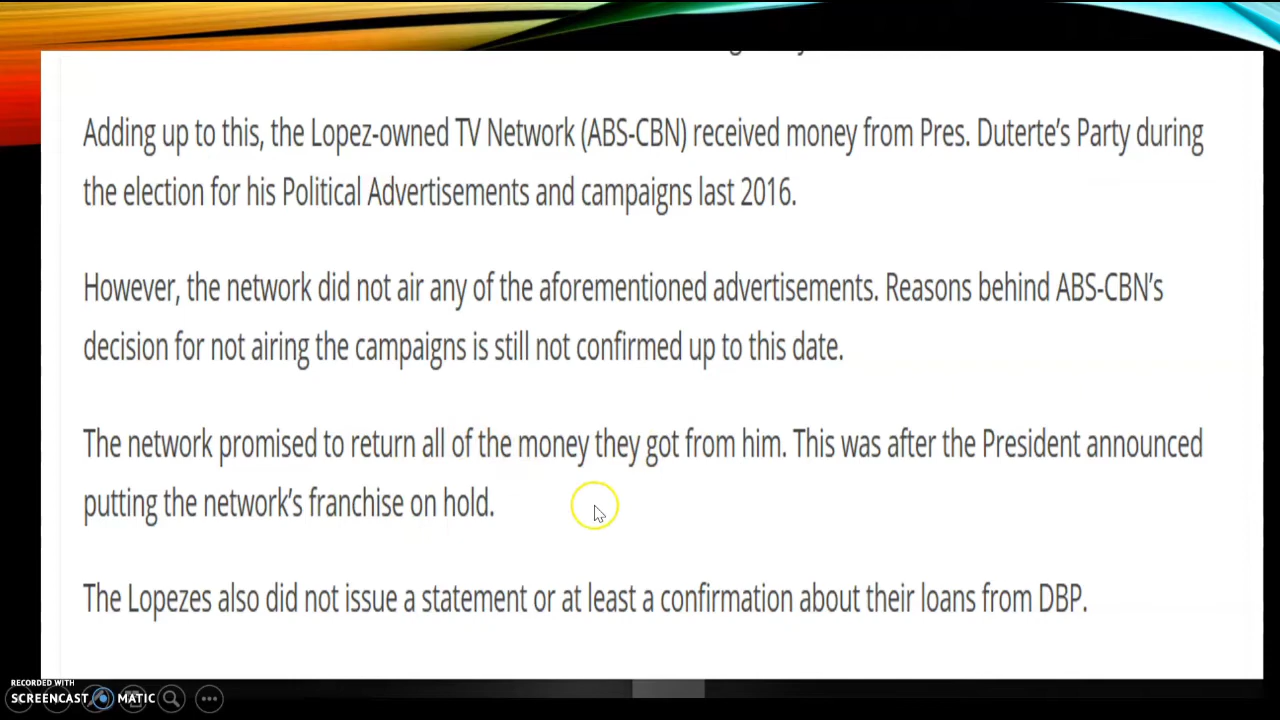 Adding up to this, the Lopez-owned TV Network (ABS-CBN) received money from Pres. Duterte’s Party during
the election for his Political Advertisements and campaigns last 2016.
However, the network did not air any of the aforementioned advertisements. Reasons behind ABS-CBN’s
decision for not airing the campaigns is still not confirmed up to this date.
The network promised to return all of the money they got from him. This was after the President announced
putting the network’s franchise on hold.
The Lopezes also did not issue a statement or at least a confirmation about their loans from DBP.
RECORDED WITH
SCREENCAST MATIC